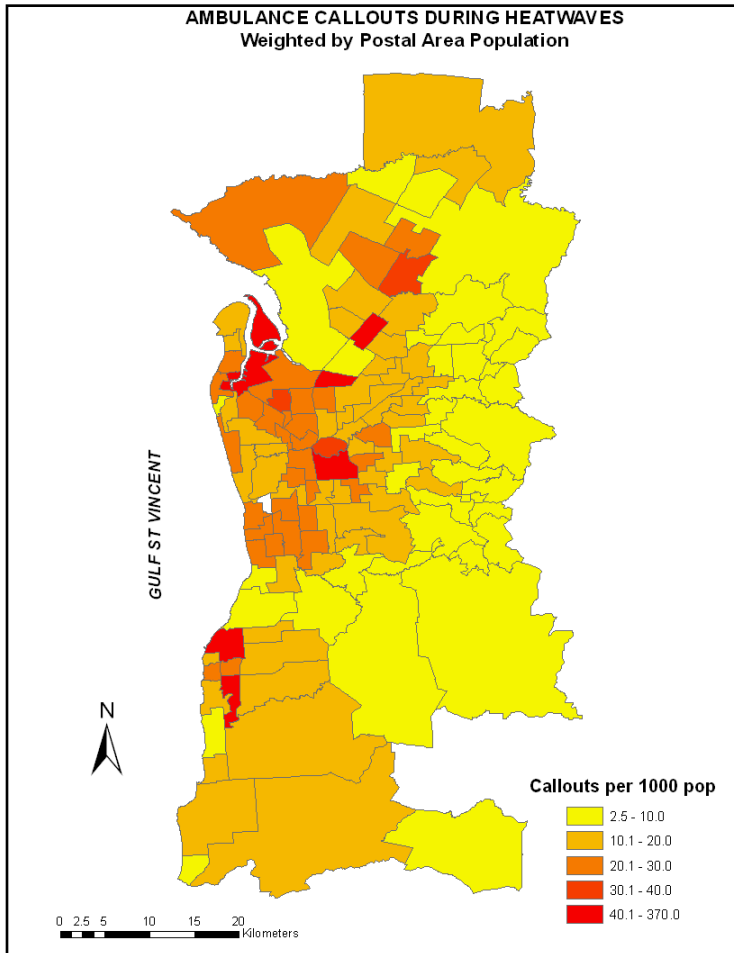 AMBULANCE CALLOUTS DURING HEATWAVES
Weighted by Postal Area Population
GULF ST VINCENT
N
Callouts per 1000 pop
2.5 - 10.0
10.1 - 20.0
20.1 - 30.0
30.1 - 40.0
40.1 - 370.0
0 2.5 5 10 15 20
Kilometers